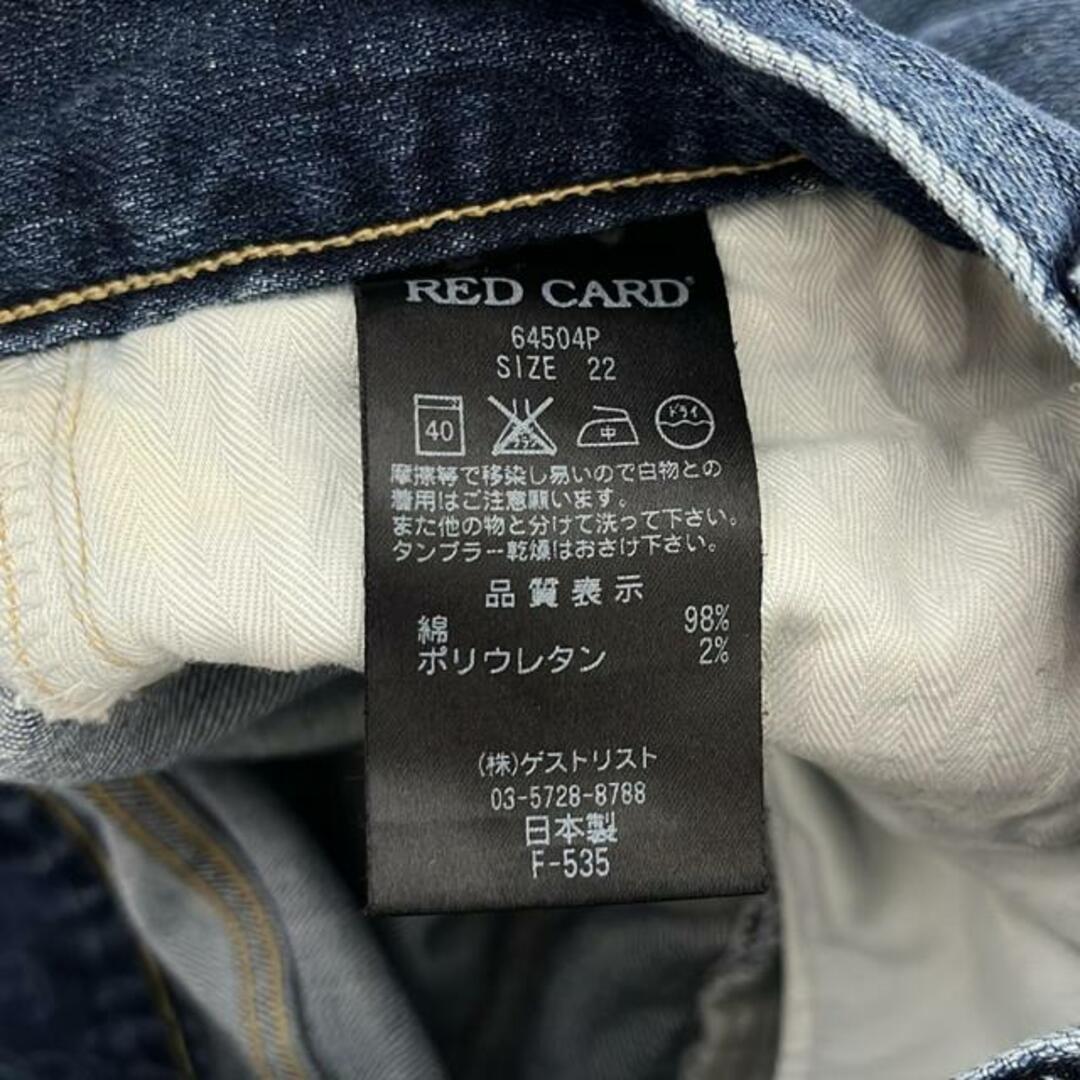 RED CARD®
64504P
SIZE 22
40 中 ドライ
摩擦等で移染し易いので白物との
着用はご注意願います。
また他の物と分けて洗って下さい。
タンブラー乾燥はおさけ下さい。
品質表示
綿 98%
ポリウレタン 2%
(株)ゲストリスト
03-5728-8788
日本製
F-535